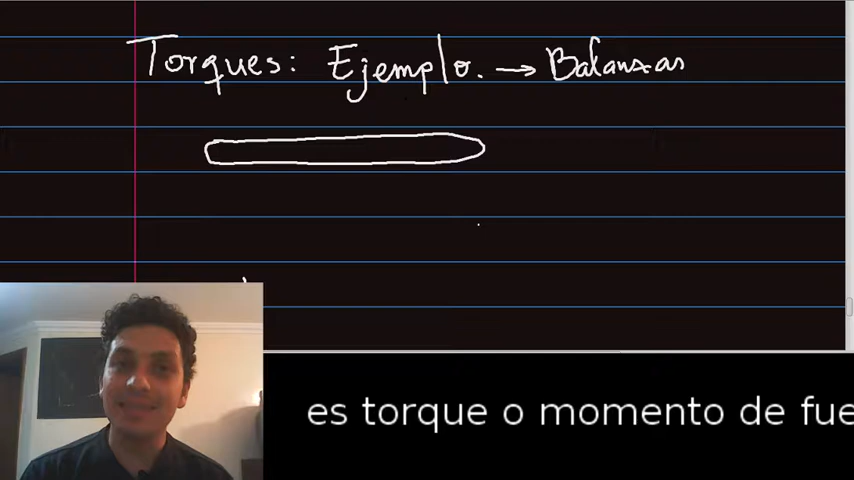 Torques: Ejemplo. → Balanzas
es torque o momento de fue